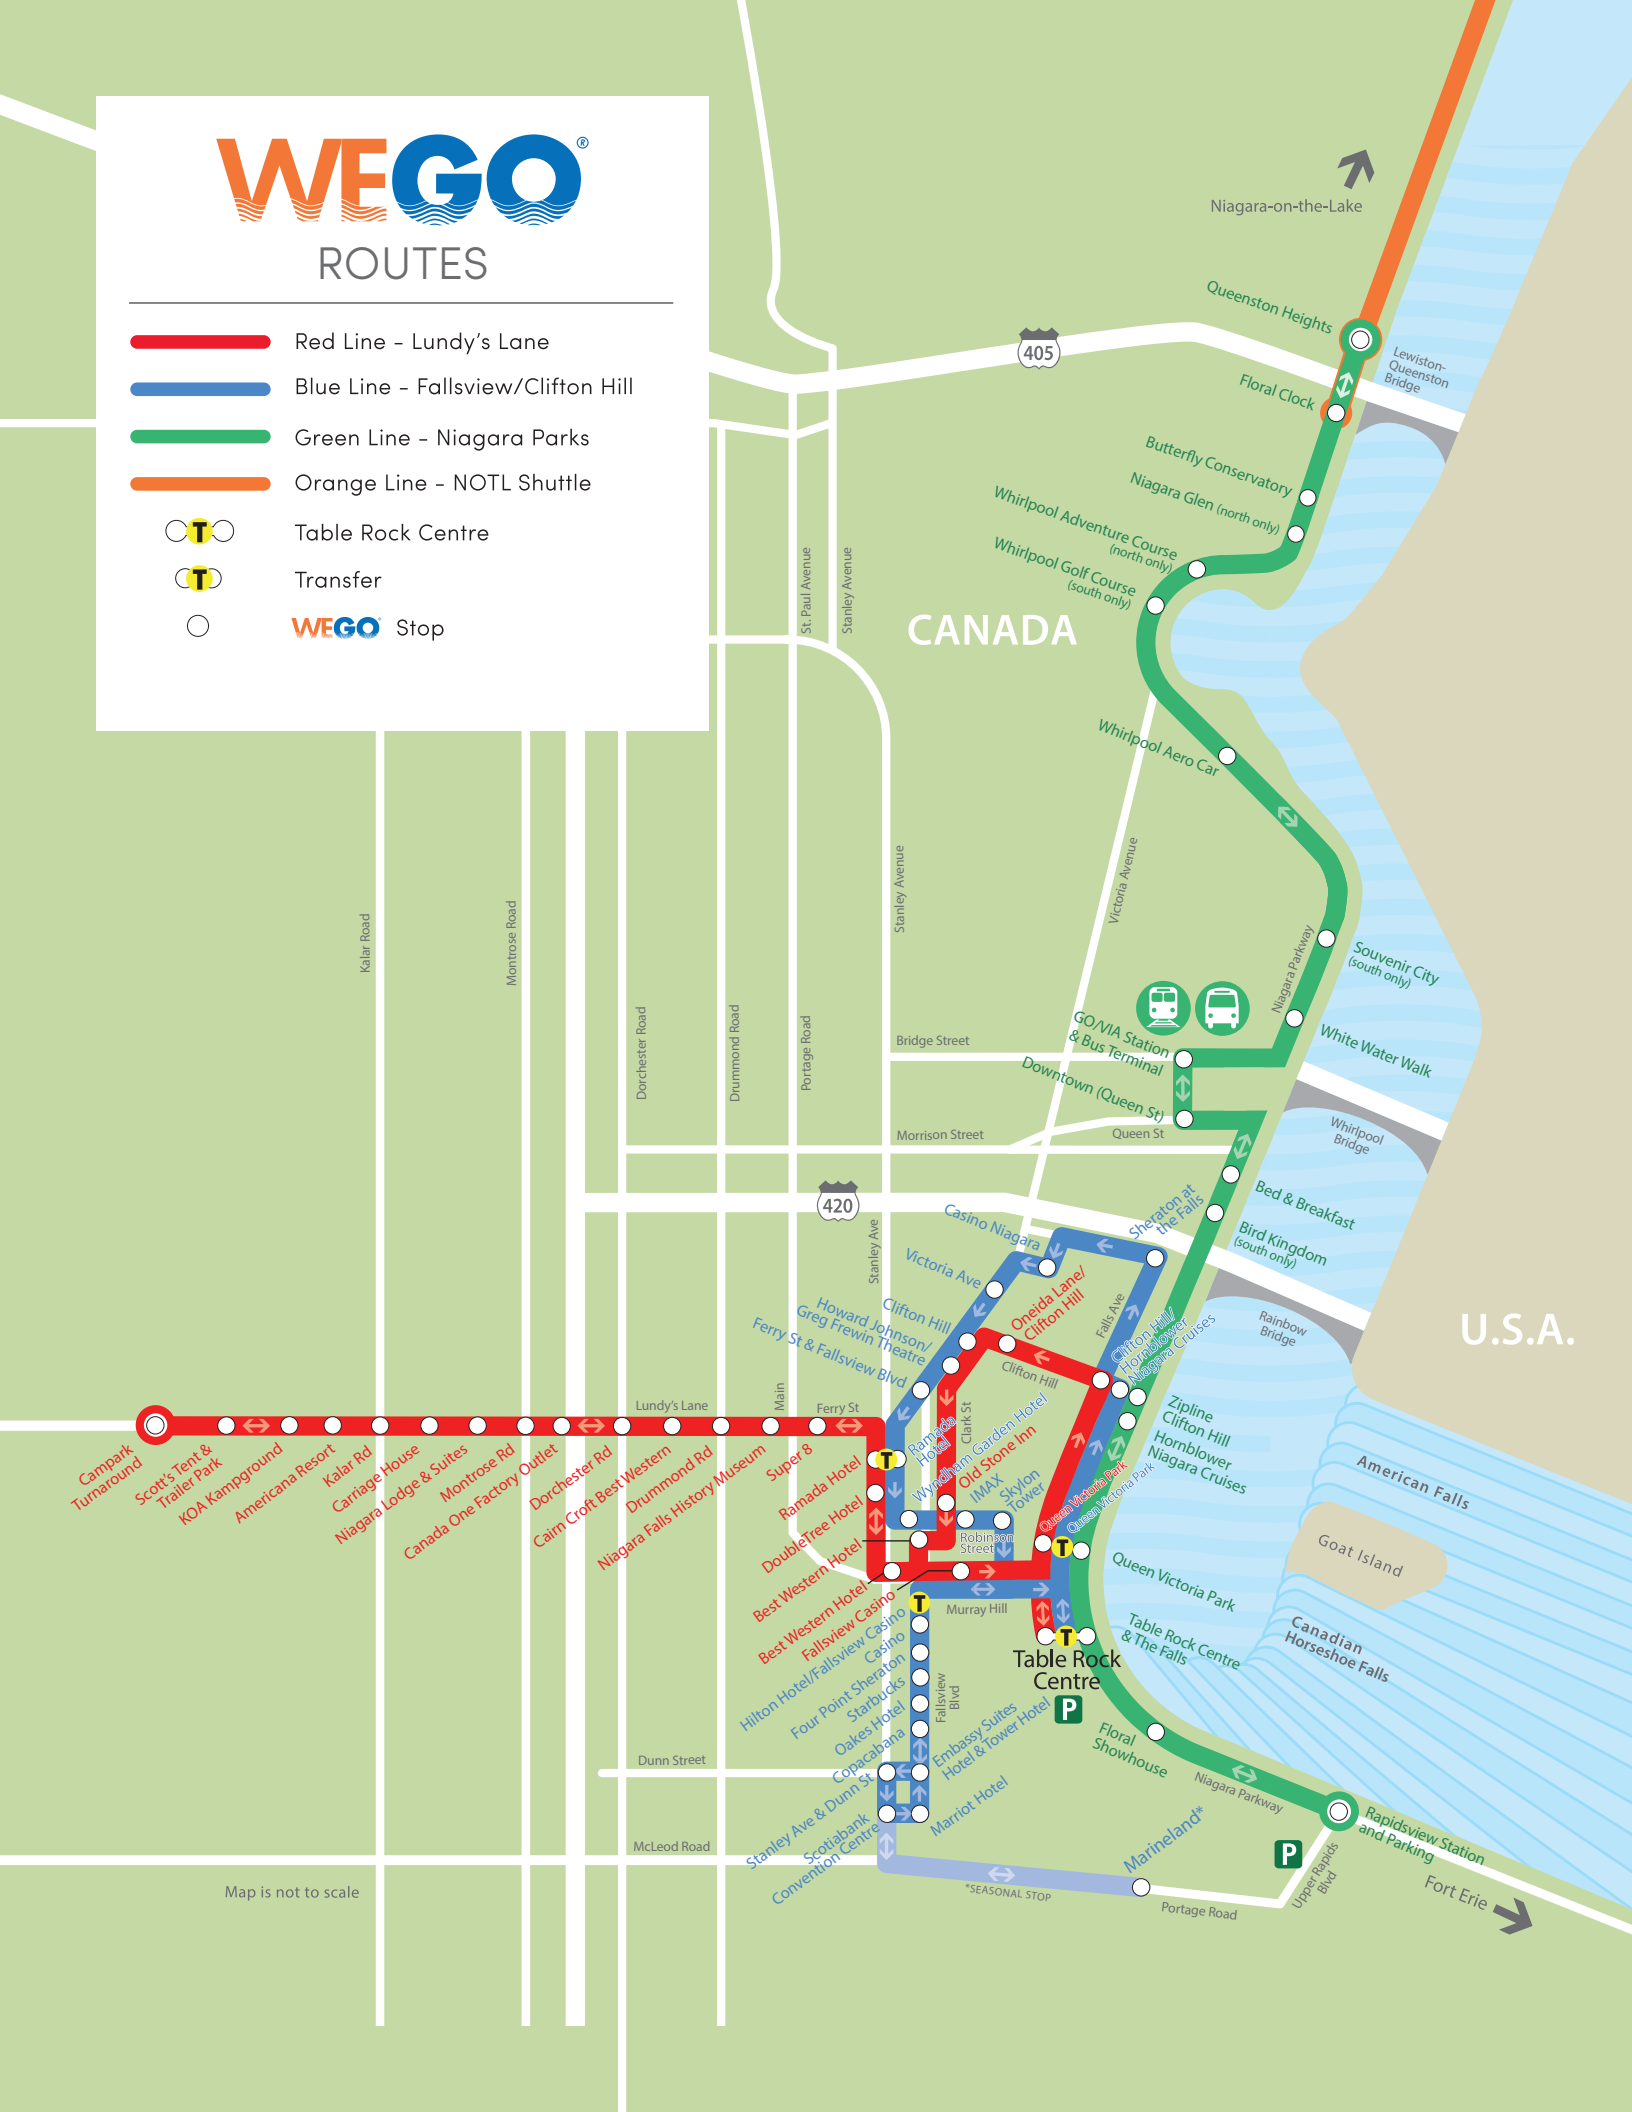 WEGO®
ROUTES
Red Line - Lundy's Lane
Blue Line - Fallsview/Clifton Hill
Green Line - Niagara Parks
Orange Line - NOTL Shuttle
T
Table Rock Centre
T
Transfer
WEGO Stop
Niagara-on-the-Lake
Queenston Heights
405
Lewiston-
Queenston
Bridge
Floral Clock
Butterfly Conservatory
Niagara Glen (north only)
Whirlpool Adventure Course
(north only)
Whirlpool Golf Course
(south only)
St. Paul Avenue
Stanley Avenue
CANADA
Whirlpool Aero Car
Victoria Avenue
Stanley Avenue
Kalar Road
Montrose Road
Dorchester Road
Drummond Road
Portage Road
Niagara Parkway
Souvenir City
(south only)
White Water Walk
GO/VIA Station
& Bus Terminal
Bridge Street
Downtown (Queen St)
Morrison Street
Queen St
Whirlpool
Bridge
Bed & Breakfast
Bird Kingdom
(south only)
420
Stanley Ave
Sheraton at
the Falls
Casino Niagara
Victoria Ave
Clifton Hill
Howard Johnson/
Greg Frewin Theatre
Ferry St & Fallsview Blvd
Oneida Lane/
Clifton Hill
Falls Ave
Clifton Hill/
Hornblower
Niagara Cruises
Rainbow
Bridge
U.S.A.
Clifton Hill
Clark St
Lundy's Lane
Main
Ferry St
Zipline
Clifton Hill
Hornblower
Niagara Cruises
Campark
Turnaround
Scott's Tent &
Trailer Park
KOA Kampground
Americana Resort
Kalar Rd
Carriage House
Niagara Lodge & Suites
Montrose Rd
Canada One Factory Outlet
Dorchester Rd
Cairn Croft Best Western
Drummond Rd
Niagara Falls History Museum
Super 8
Ramada Hotel
DoubleTree Hotel
Best Western Hotel
Best Western Hotel
Fallsview Casino
T
Ramada
Hotel
Wyndham Garden Hotel
Old Stone Inn
IMAX
Skylon
Tower
Robinson
Street
Queen Victoria Park
Queen Victoria Park
T
Queen Victoria Park
American Falls
Goat Island
Canadian
Horseshoe Falls
Murray Hill
T
Table Rock Centre
& The Falls
T
Table Rock
Centre
P
Hilton Hotel/Fallsview Casino
Casino
Four Point Sheraton
Starbucks
Oakes Hotel
Copacabana
Stanley Ave & Dunn St
Scotiabank
Convention Centre
Fallsview
Blvd
Embassy Suites
Hotel & Tower Hotel
Marriot Hotel
Floral
Showhouse
Niagara Parkway
Dunn Street
McLeod Road
Marineland*
*SEASONAL STOP
Portage Road
Upper Rapids
Blvd
P
Rapidsview Station
and Parking
Fort Erie
Map is not to scale